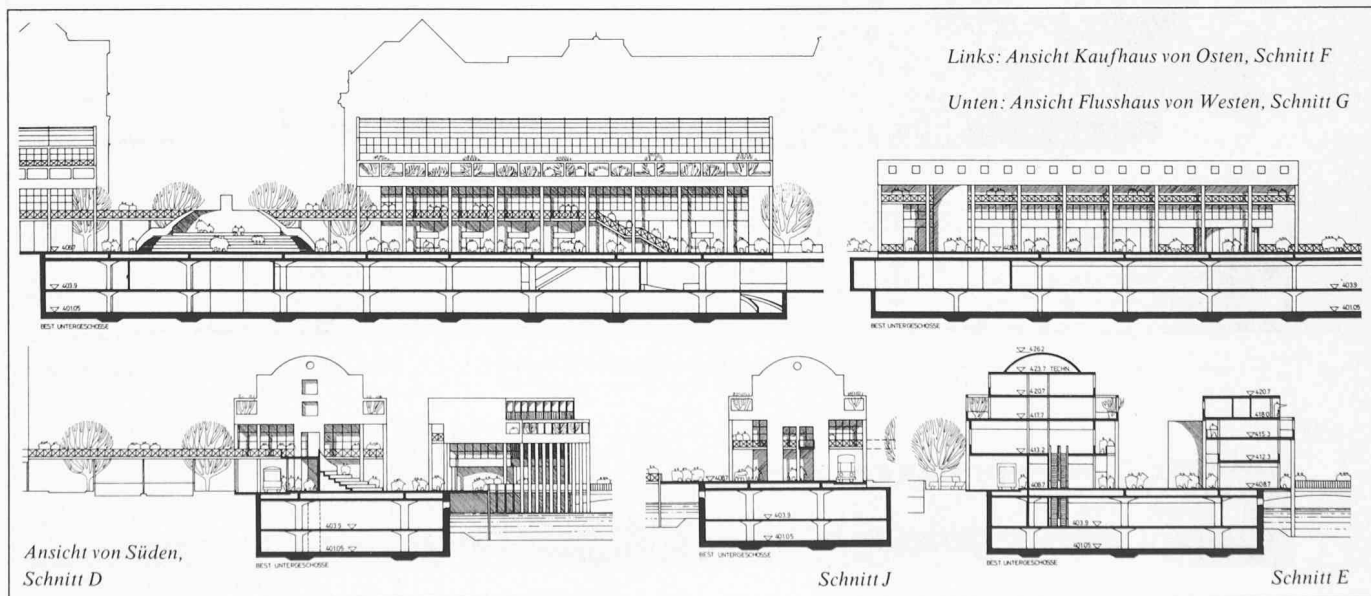 Links: Ansicht Kaufhaus von Osten, Schnitt F
Unten: Ansicht Flusshaus von Westen, Schnitt G
403.9
401.05
BEST UNTERGESCHOSSE
403.9
401.05
BEST UNTERGESCHOSSE
403.9
401.05
BEST UNTERGESCHOSSE
Ansicht von Süden,
Schnitt D
403.9
401.05
BEST UNTERGESCHOSSE
Schnitt J
426.2
423.7 TECHN.
420.7
417.7
413.2
408.7
403.9
401.05
BEST UNTERGESCHOSSE
420.7
418.0
415.3
412.3
408.7
Schnitt E